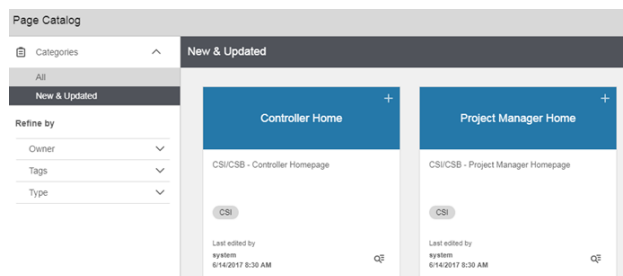 Page Catalog
Categories
All
New & Updated
Refine by
Owner
Tags
Type
New & Updated
Controller Home
CSI/CSB - Controller Homepage
CSI
Last edited by
system
6/14/2017 8:30 AM
Project Manager Home
CSI/CSB - Project Manager Homepage
CSI
Last edited by
system
6/14/2017 8:30 AM